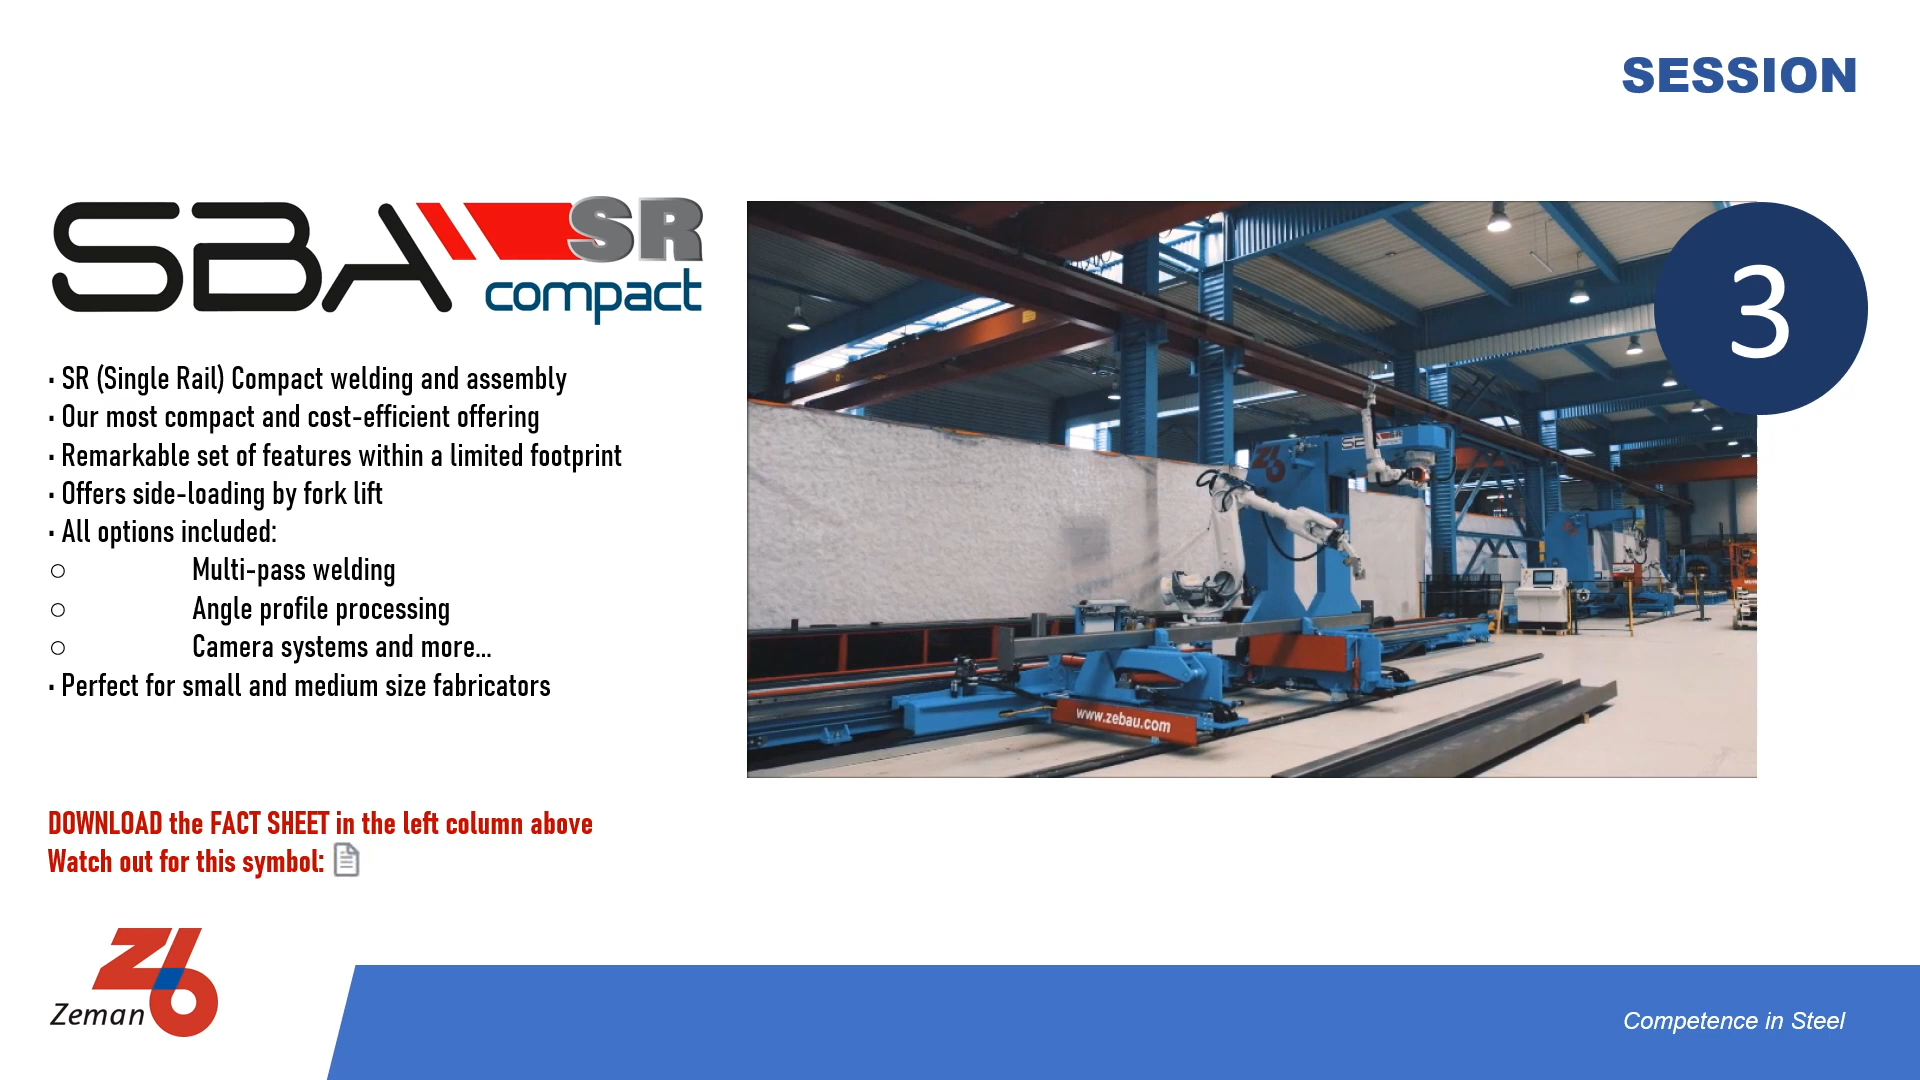 SESSION
SBA SR
compact
3
· SR (Single Rail) Compact welding and assembly
· Our most compact and cost-efficient offering
· Remarkable set of features within a limited footprint
· Offers side-loading by fork lift
· All options included:
○ Multi-pass welding
○ Angle profile processing
○ Camera systems and more...
· Perfect for small and medium size fabricators
SBA
www.zebau.com
DOWNLOAD the FACT SHEET in the left column above
Watch out for this symbol:
Zeman
Competence in Steel